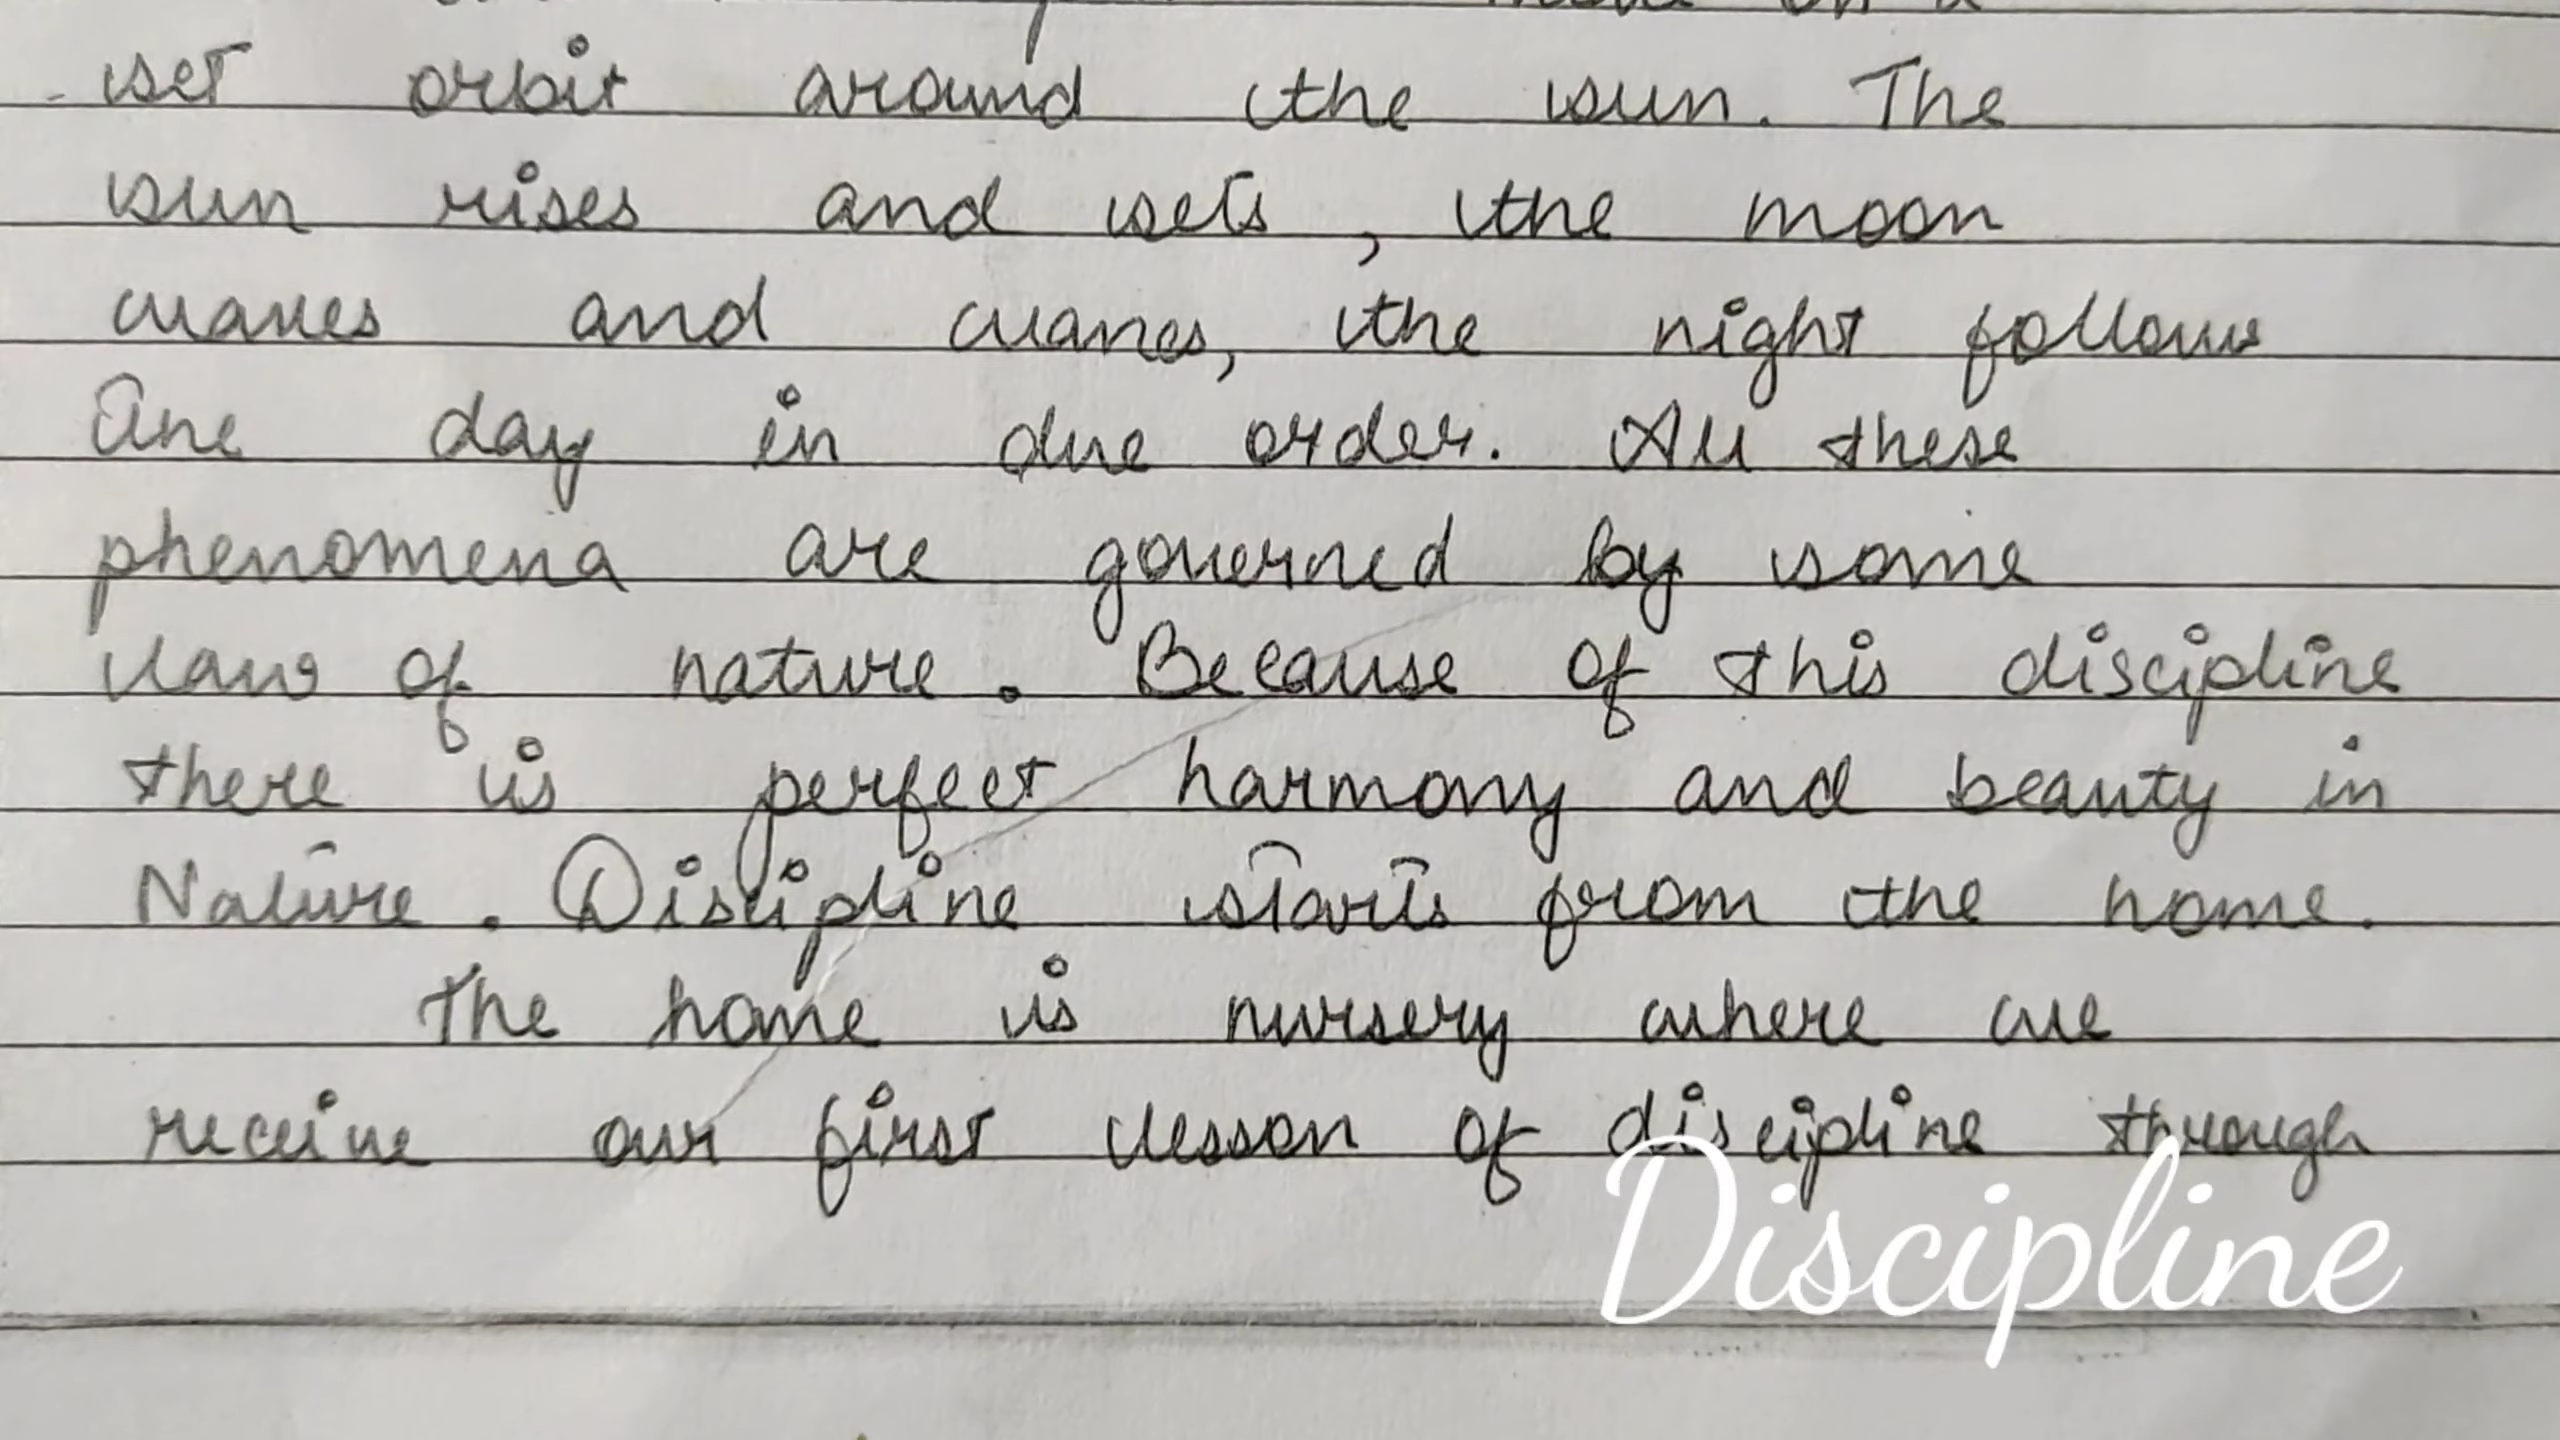 on a
set orbit around the sun. The
sun rises and sets, the moon
waxes and wanes, the night follows
the day in due order. All these
phenomena are governed by some
laws of nature. Because of this discipline
there is perfect harmony and beauty in
Nature. Discipline starts from the home.
The home is nursery where we
receive our first lesson of discipline through
Discipline